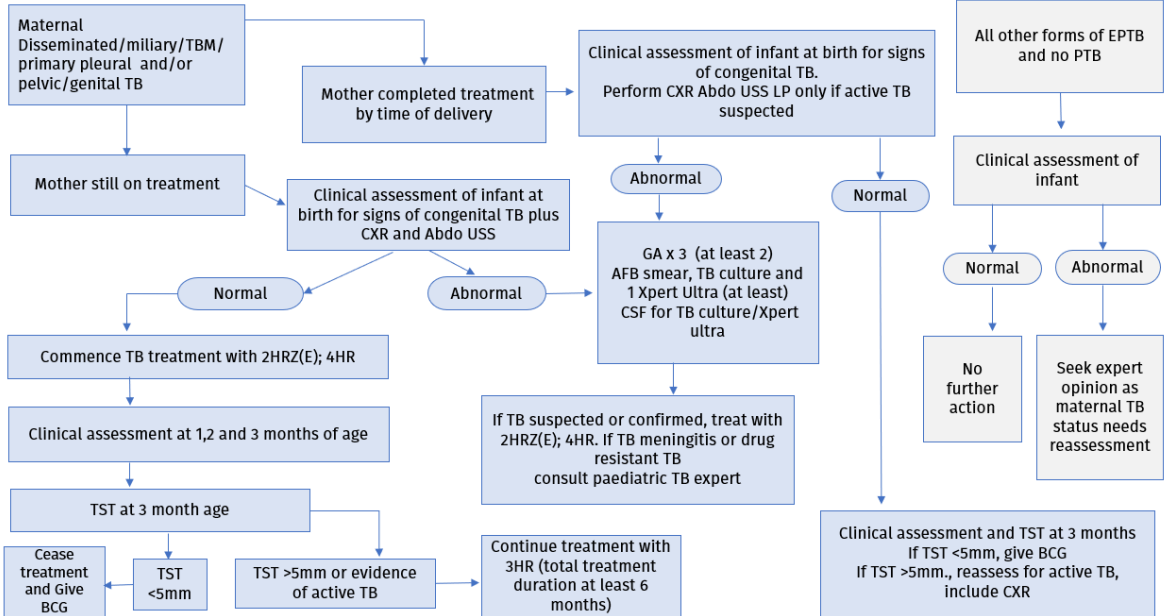 Maternal
Disseminated/miliary/TBM/
primary pleural and/or
pelvic/genital TB
Mother completed treatment
by time of delivery
Clinical assessment of infant at birth for signs
of congenital TB.
Perform CXR Abdo USS LP only if active TB
suspected
All other forms of EPTB
and no PTB
Mother still on treatment
Clinical assessment of infant at
birth for signs of congenital TB plus
CXR and Abdo USS
Abnormal
Normal
Clinical assessment of
infant
Normal
Abnormal
GA x 3 (at least 2)
AFB smear, TB culture and
1 Xpert Ultra (at least)
CSF for TB culture/Xpert
ultra
Normal
Abnormal
Commence TB treatment with 2HRZ(E); 4HR
No
further
action
Seek expert
opinion as
maternal TB
status needs
reassessment
Clinical assessment at 1,2 and 3 months of age
If TB suspected or confirmed, treat with
2HRZ(E); 4HR. If TB meningitis or drug
resistant TB
consult paediatric TB expert
TST at 3 month age
Cease
treatment
and Give
BCG
TST
<5mm
TST >5mm or evidence
of active TB
Continue treatment with
3HR (total treatment
duration at least 6
months)
Clinical assessment and TST at 3 months
If TST <5mm, give BCG
If TST >5mm., reassess for active TB,
include CXR